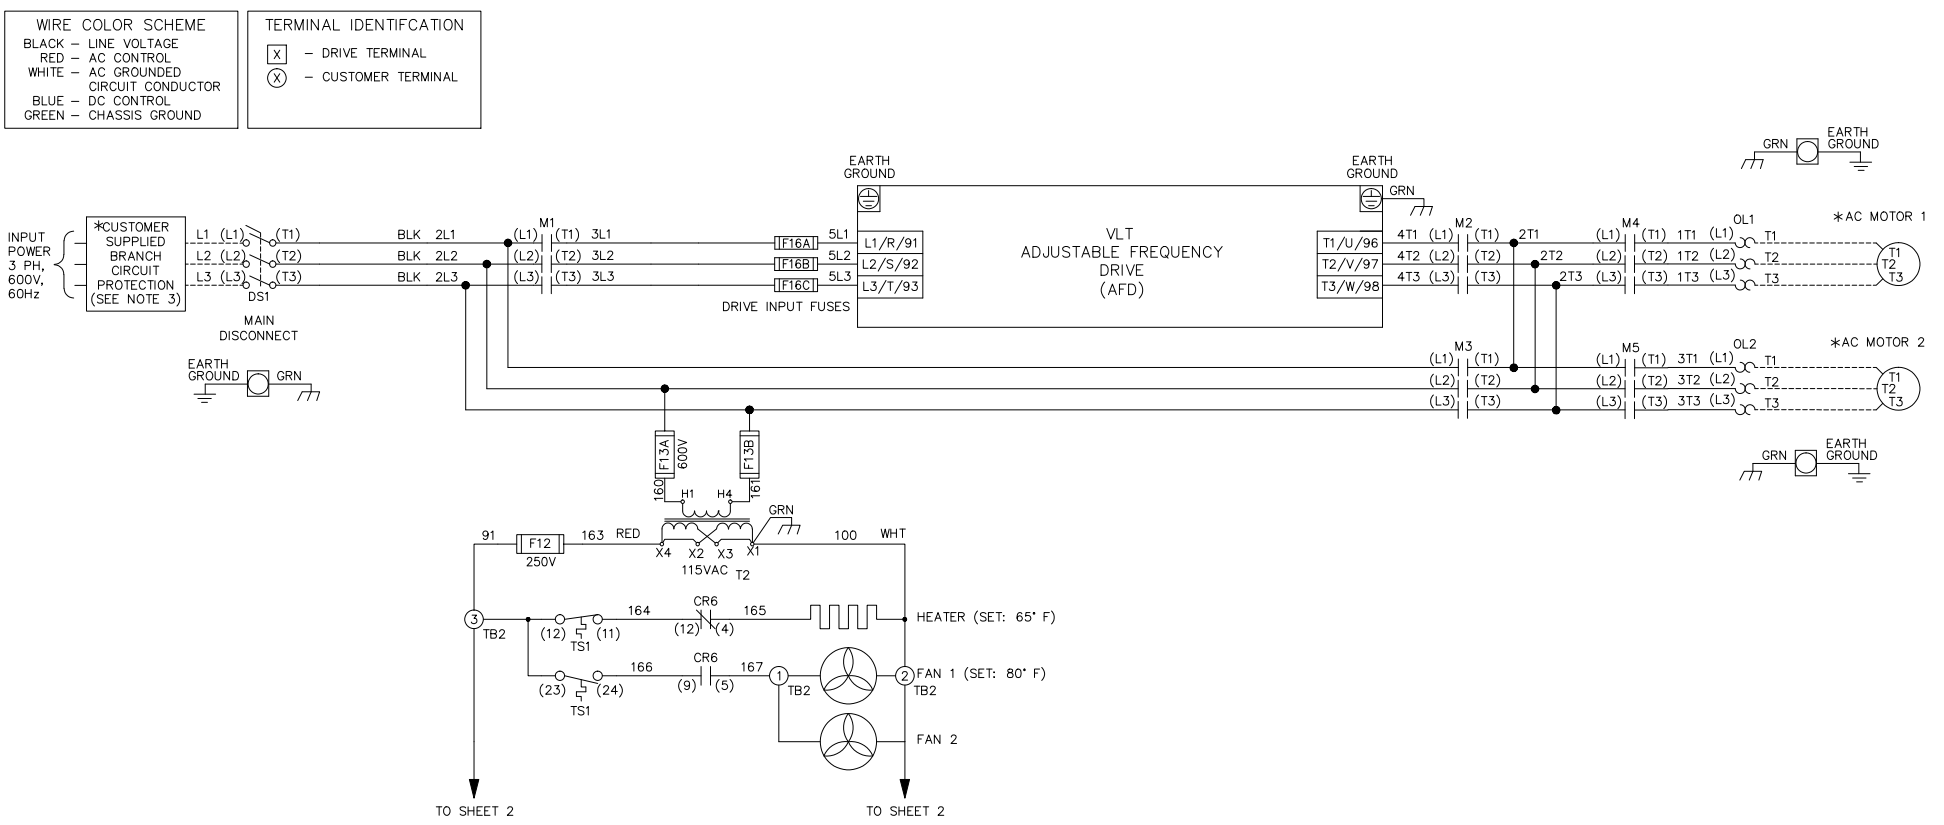 WIRE COLOR SCHEME
BLACK – LINE VOLTAGE
RED – AC CONTROL
WHITE – AC GROUNDED
CIRCUIT CONDUCTOR
BLUE – DC CONTROL
GREEN – CHASSIS GROUND
TERMINAL IDENTIFCATION
X – DRIVE TERMINAL
X – CUSTOMER TERMINAL
INPUT
POWER
3 PH,
600V,
60Hz
*CUSTOMER
SUPPLIED
BRANCH
CIRCUIT
PROTECTION
(SEE NOTE 3)
L1 (L1) (T1) BLK 2L1 (L1) M1 (T1) 3L1 F16A 5L1 L1/R/91
L2 (L2) (T2) BLK 2L2 (L2) (T2) 3L2 F16B 5L2 L2/S/92
L3 (L3) (T3) BLK 2L3 (L3) (T3) 3L3 F16C 5L3 L3/T/93
DS1
MAIN
DISCONNECT
DRIVE INPUT FUSES
EARTH
GROUND
GRN
EARTH
GROUND
VLT
ADJUSTABLE FREQUENCY
DRIVE
(AFD)
EARTH
GROUND
GRN
GRN
EARTH
GROUND
T1/U/96 4T1 (L1) M2 (T1) 2T1 (L1) M4 (T1) 1T1 (L1) OL1 T1
T2/V/97 4T2 (L2) (T2) 2T2 (L2) (T2) 1T2 (L2) T2
T3/W/98 4T3 (L3) (T3) 2T3 (L3) (T3) 1T3 (L3) T3
*AC MOTOR 1
T1
T2
T3
(L1) M3 (T1) (L1) M5 (T1) 3T1 (L1) OL2 T1
(L2) (T2) (L2) (T2) 3T2 (L2) T2
(L3) (T3) (L3) (T3) 3T3 (L3) T3
*AC MOTOR 2
T1
T2
T3
GRN
EARTH
GROUND
F13A
600V
F13B
160
161
H1 H4
GRN
91 F12 163 RED
250V
X4 X2 X3 X1
115VAC T2
100 WHT
3
TB2
(12) TS1 (11) 164 CR6 (12) (4) 165
HEATER (SET: 65° F)
(23) TS1 (24) 166 CR6 (9) (5) 167 1 TB2
2
TB2
FAN 1 (SET: 80° F)
FAN 2
TO SHEET 2
TO SHEET 2